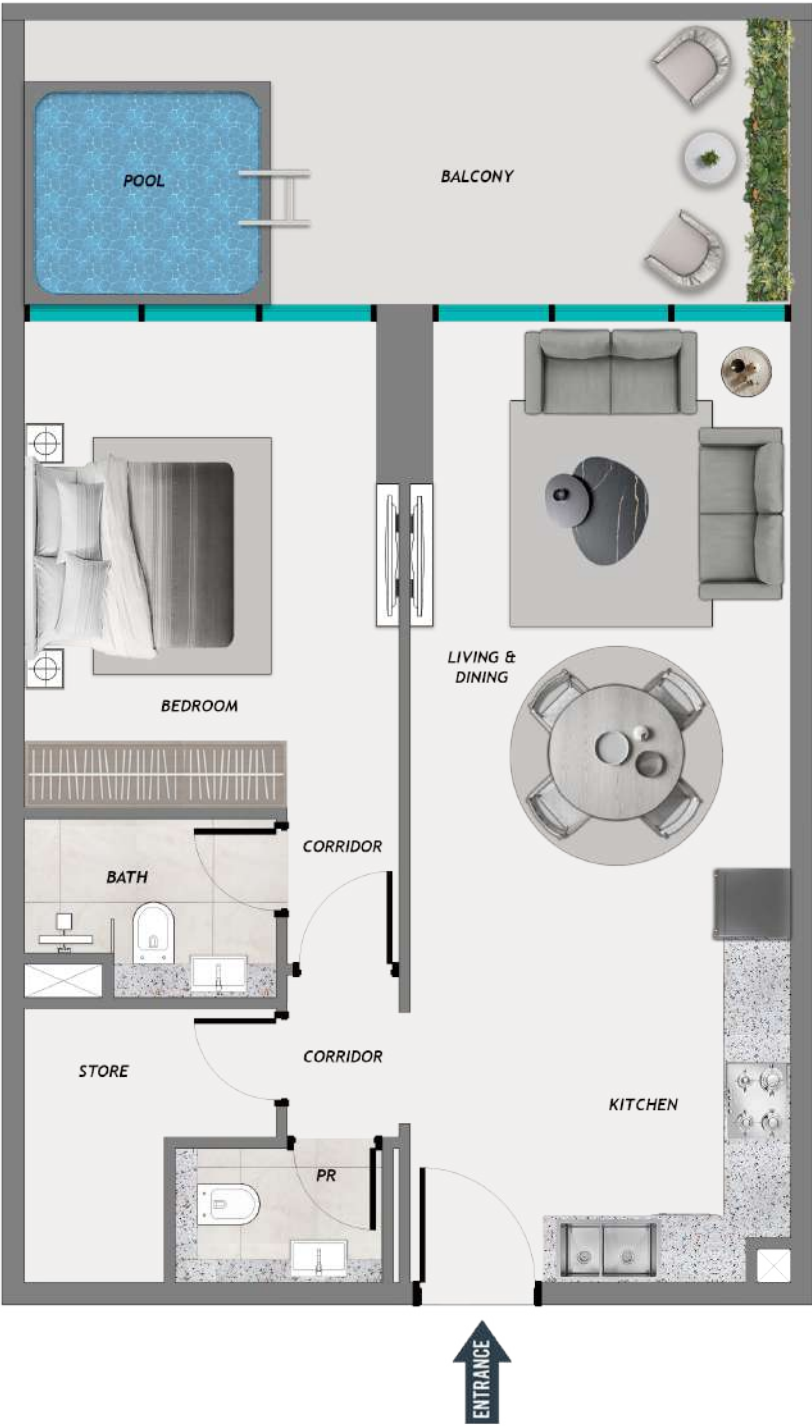 POOL
BALCONY
LIVING &
DINING
BEDROOM
CORRIDOR
BATH
CORRIDOR
STORE
KITCHEN
PR
ENTRANCE